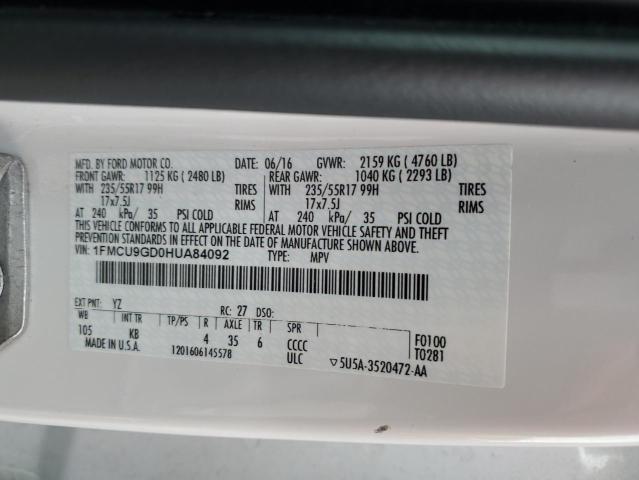 MFD. BY FORD MOTOR CO. DATE: 06/16 GVWR: 2159 KG ( 4760 LB)
FRONT GAWR: 1125 KG ( 2480 LB) REAR GAWR: 1040 KG ( 2293 LB)
WITH 235/55R17 99H TIRES WITH 235/55R17 99H TIRES
17x7.5J RIMS 17x7.5J RIMS
AT 240 kPa/ 35 PSI COLD AT 240 kPa/ 35 PSI COLD
THIS VEHICLE CONFORMS TO ALL APPLICABLE FEDERAL MOTOR VEHICLE SAFETY AND BUMPER AND THEFT
PREVENTION STANDARDS IN EFFECT ON THE DATE OF MANUFACTURE SHOWN ABOVE.
VIN: 1FMCU9GD0HUA84092 TYPE: MPV
EXT PNT: YZ RC: 27 DSO:
WB INT TR TP/PS R AXLE TR SPR F0100
105 KB 4 35 6 CCCC T0281
MADE IN U.S.A. 1201606145578 ULC ▽5U5A-3520472-AA